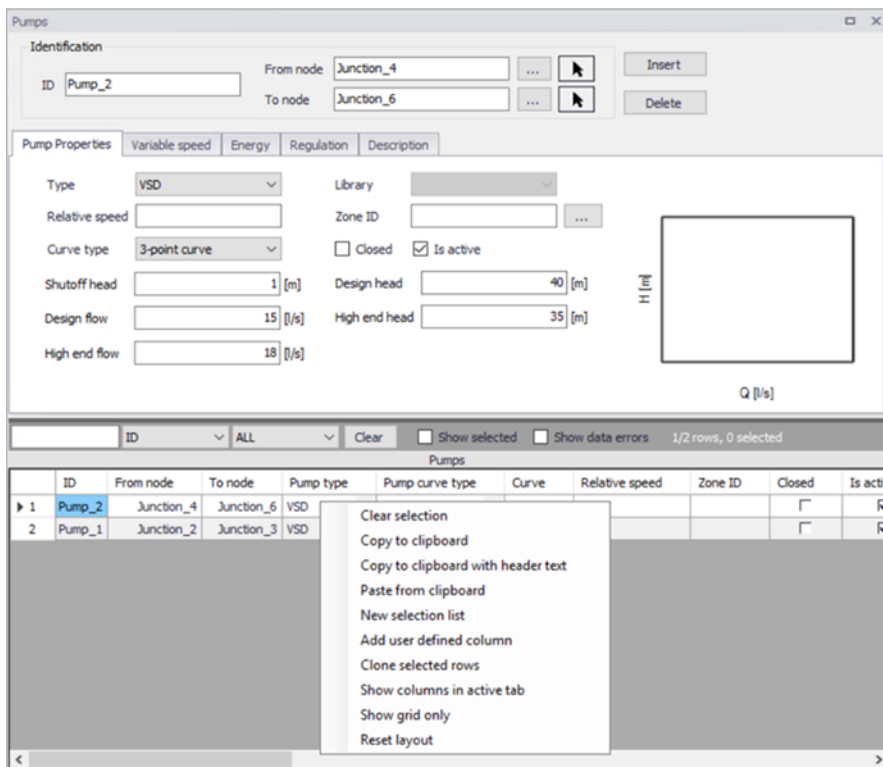 Pumps
Identification
ID Pump_2
From node Junction_4 ...
To node Junction_6 ...
Insert
Delete
Pump Properties Variable speed Energy Regulation Description
Type VSD Library
Relative speed Zone ID ...
Curve type 3-point curve Closed Is active
Shutoff head 1 [m] Design head 40 [m]
Design flow 15 [l/s] High end head 35 [m]
High end flow 18 [l/s]
H [m]
Q [l/s]
ID ALL Clear Show selected Show data errors 1/2 rows, 0 selected
Pumps
ID From node To node Pump type Pump curve type Curve Relative speed Zone ID Closed Is acti
1 Pump_2 Junction_4 Junction_6 VSD
2 Pump_1 Junction_2 Junction_3 VSD
Clear selection
Copy to clipboard
Copy to clipboard with header text
Paste from clipboard
New selection list
Add user defined column
Clone selected rows
Show columns in active tab
Show grid only
Reset layout